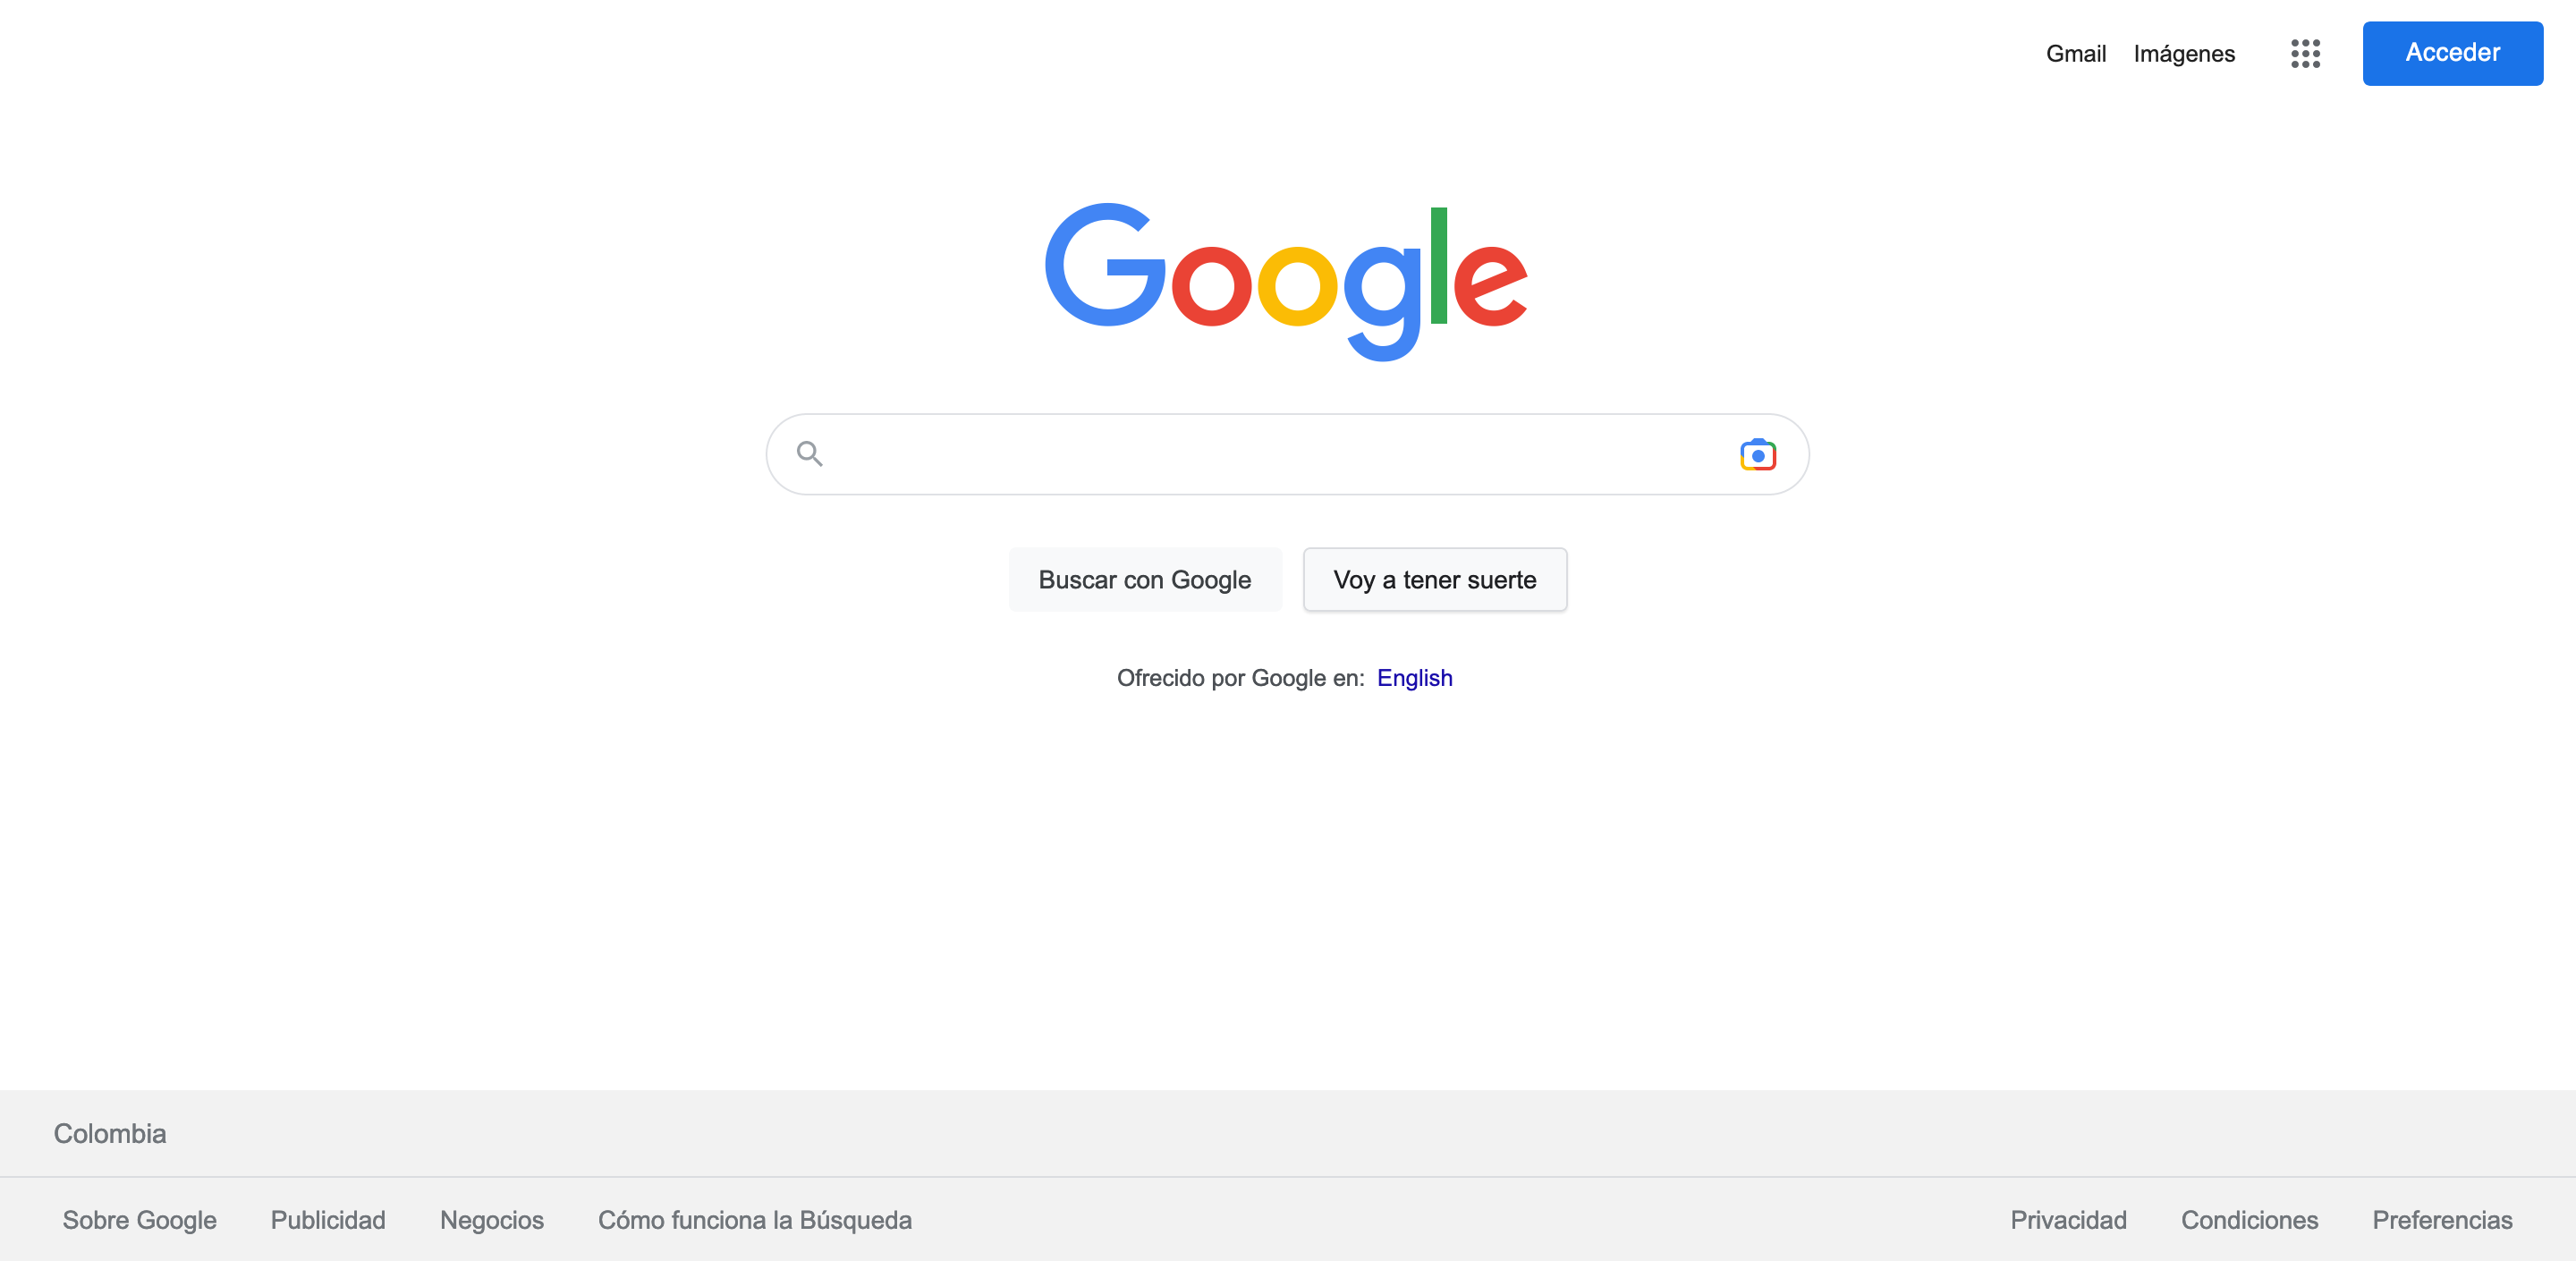 Gmail Imágenes Acceder
Google
Buscar con Google Voy a tener suerte
Ofrecido por Google en: English
Colombia
Sobre Google Publicidad Negocios Cómo funciona la Búsqueda Privacidad Condiciones Preferencias